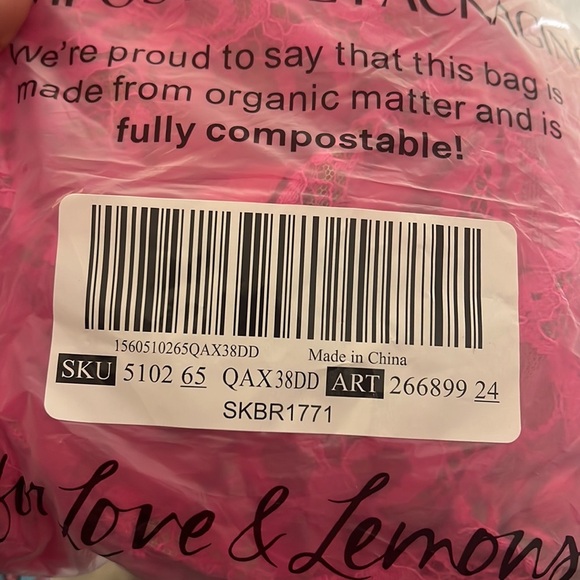 We're proud to say that this bag is
made from organic matter and is
fully compostable!
1560510265QAX38DD Made in China
SKU 5102 65 QAX38DD ART 266899 24
SKBR1771
for Love & Lemons